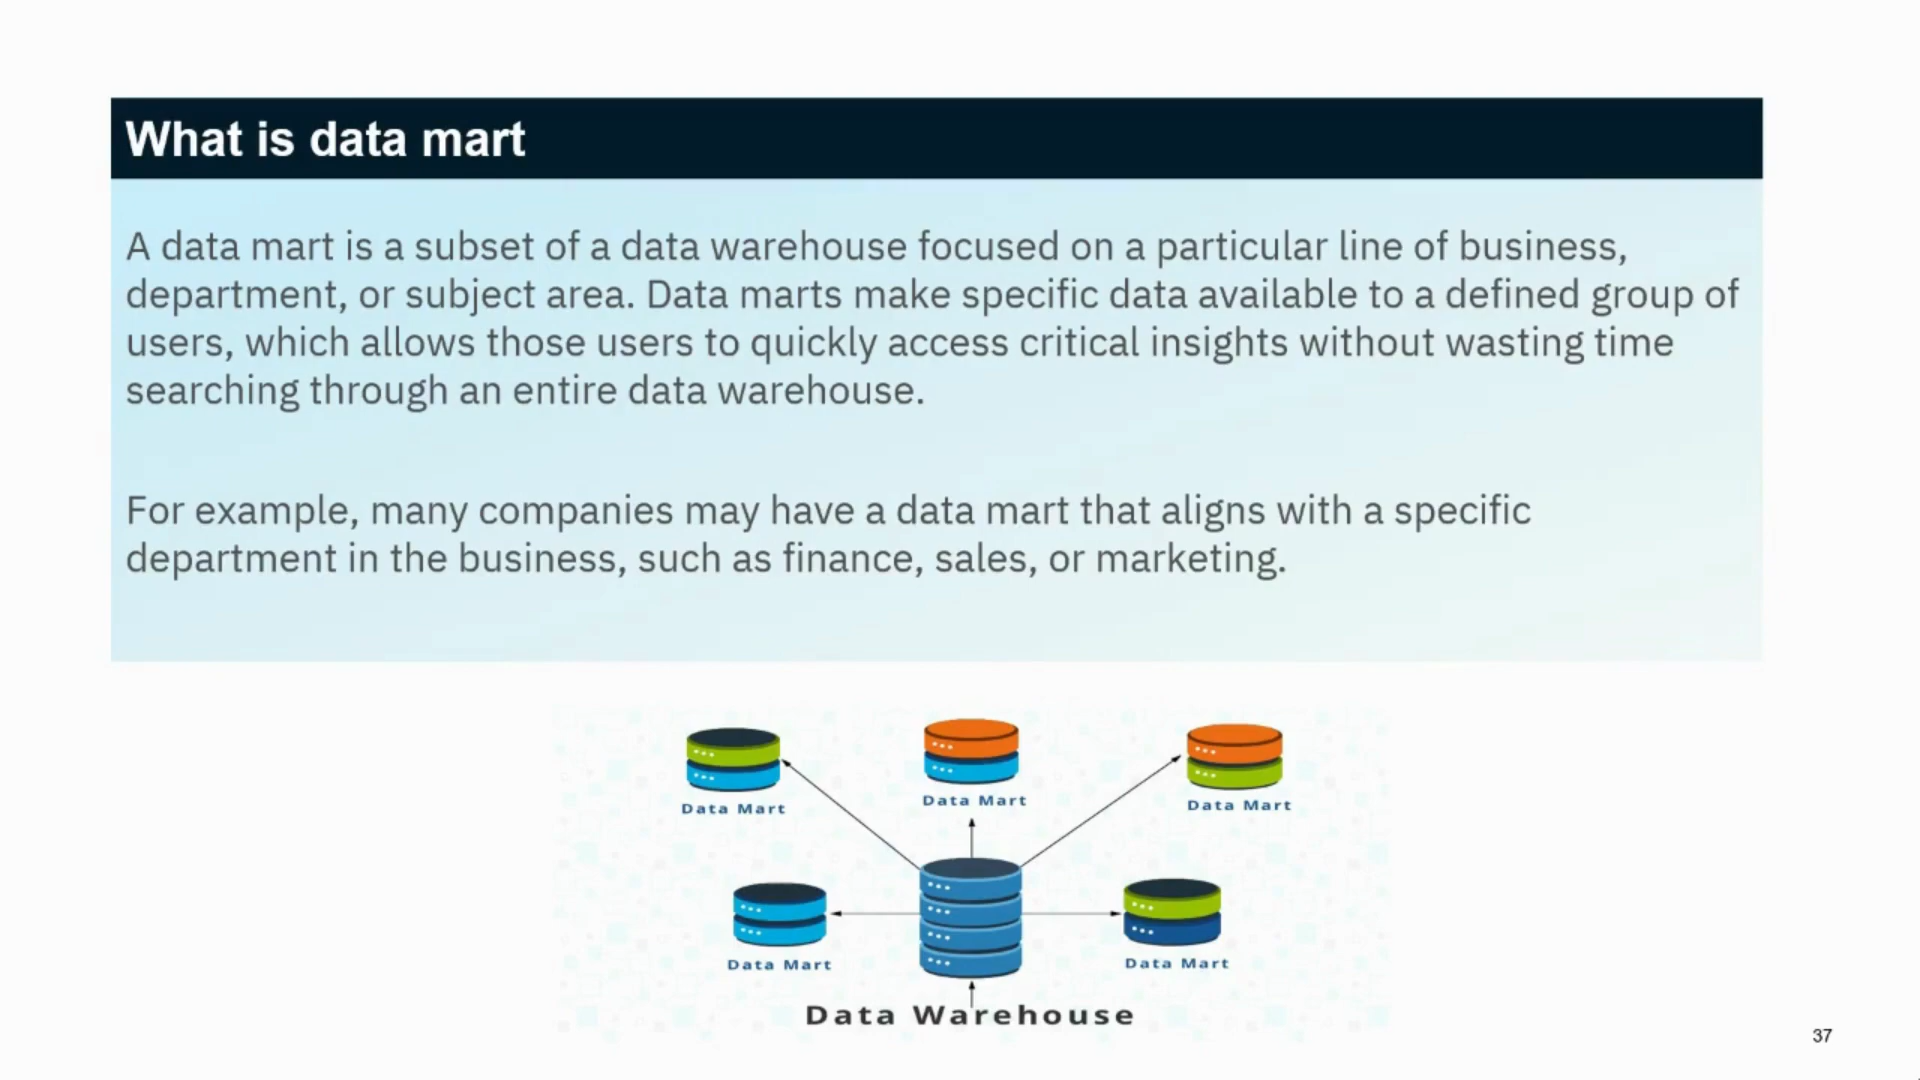 What is data mart
A data mart is a subset of a data warehouse focused on a particular line of business,
department, or subject area. Data marts make specific data available to a defined group of
users, which allows those users to quickly access critical insights without wasting time
searching through an entire data warehouse.
For example, many companies may have a data mart that aligns with a specific
department in the business, such as finance, sales, or marketing.
Data Mart
Data Mart
Data Mart
Data Mart
Data Mart
Data Warehouse
37